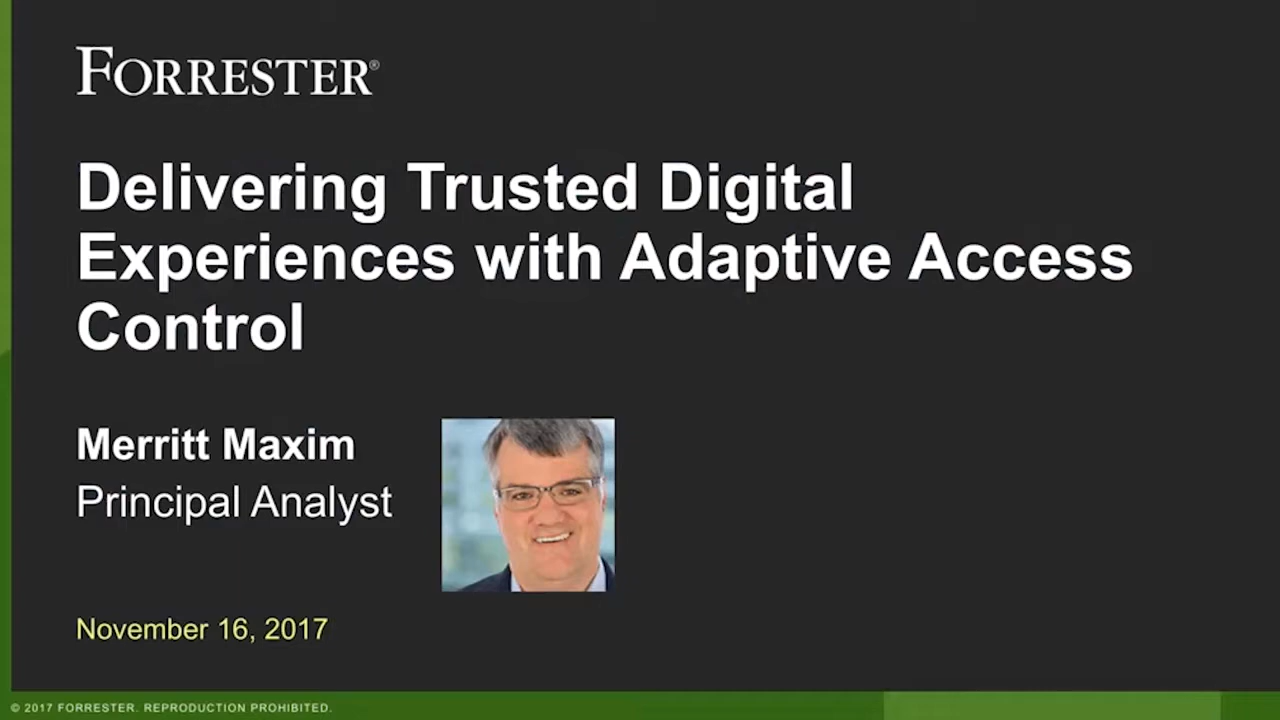 FORRESTER®
Delivering Trusted Digital
Experiences with Adaptive Access
Control
Merritt Maxim
Principal Analyst
November 16, 2017
© 2017 FORRESTER. REPRODUCTION PROHIBITED.